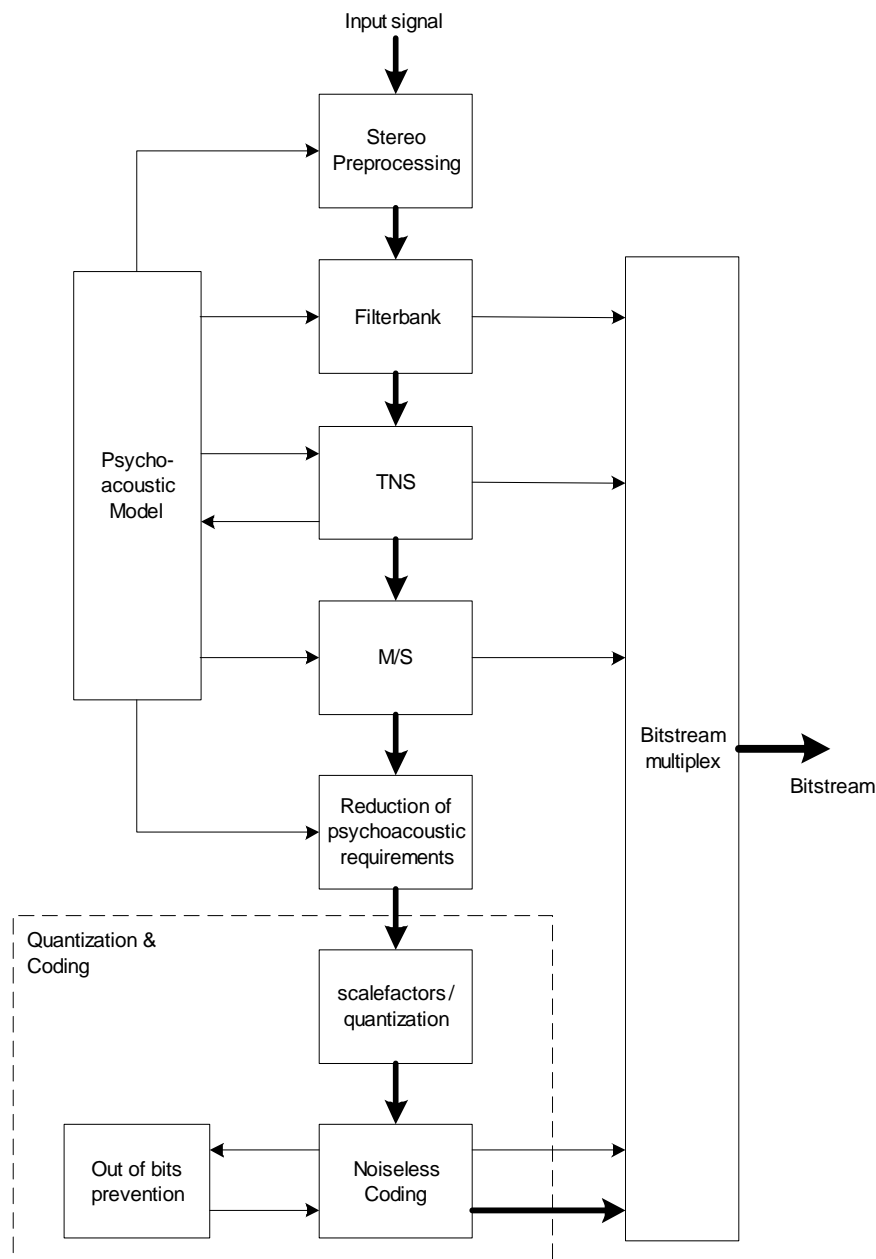 Input signal
Stereo
Preprocessing
Filterbank
Psycho-
acoustic
Model
TNS
M/S
Bitstream
multiplex
Bitstream
Reduction of
psychoacoustic
requirements
Quantization &
Coding
scalefactors/
quantization
Out of bits
prevention
Noiseless
Coding